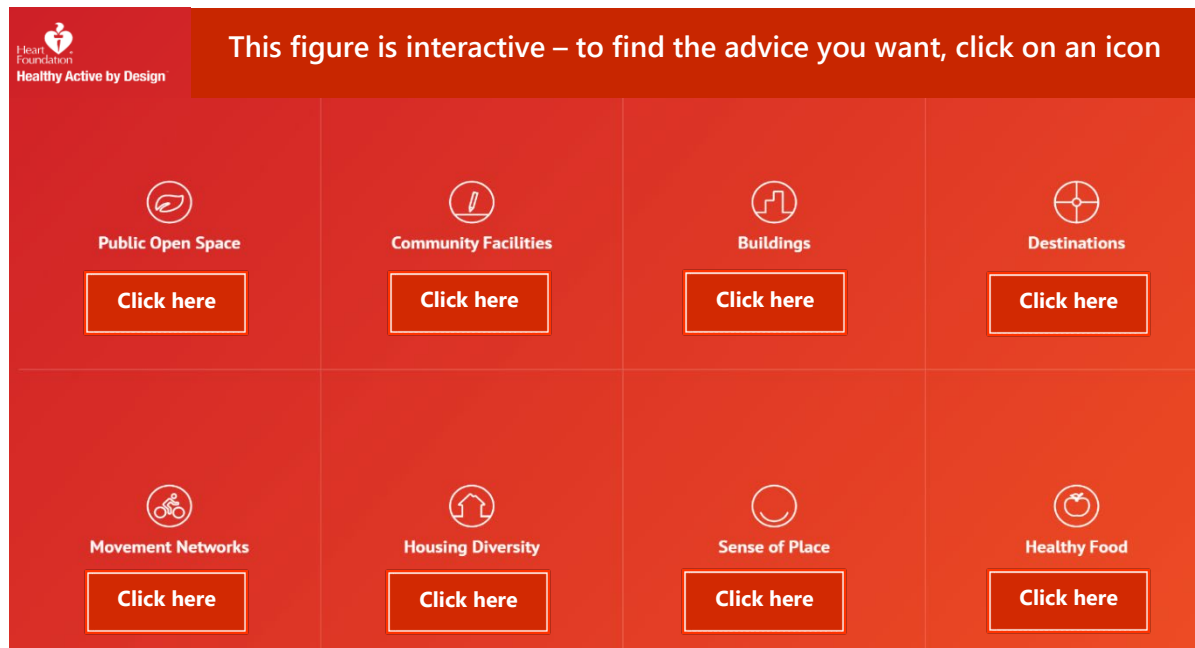 Heart
Foundation
Healthy Active by Design
This figure is interactive – to find the advice you want, click on an icon
Public Open Space
Community Facilities
Buildings
Destinations
Click here
Click here
Click here
Click here
Movement Networks
Housing Diversity
Sense of Place
Healthy Food
Click here
Click here
Click here
Click here